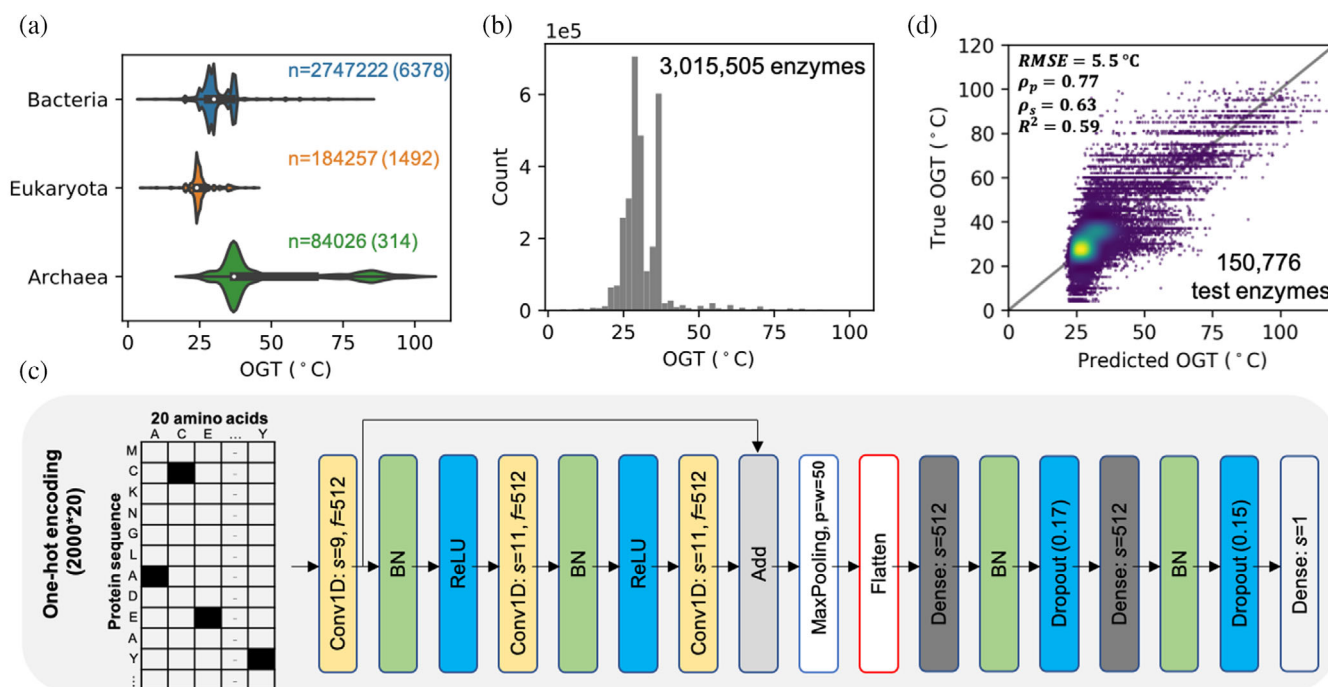 (a)
n=2747222 (6378)
Bacteria
n=184257 (1492)
Eukaryota
n=84026 (314)
Archaea
0 25 50 75 100
OGT (°C)
(b)
1e5
3,015,505 enzymes
Count
6
4
2
0
0 25 50 75 100
OGT (°C)
(d)
RMSE = 5.5 °C
ρp = 0.77
ρs = 0.63
R² = 0.59
True OGT (°C)
120
100
80
60
40
20
0
150,776
test enzymes
0 25 50 75 100
Predicted OGT (°C)
(c)
One-hot encoding
(2000*20)
20 amino acids
A C E ... Y
Protein sequence
M
C
K
N
G
L
A
D
E
A
Y
⋮
Conv1D: s=9, f=512
BN
ReLU
Conv1D: s=11, f=512
BN
ReLU
Conv1D: s=11, f=512
Add
MaxPooling, p=w=50
Flatten
Dense: s=512
BN
Dropout (0.17)
Dense: s=512
BN
Dropout (0.15)
Dense: s=1